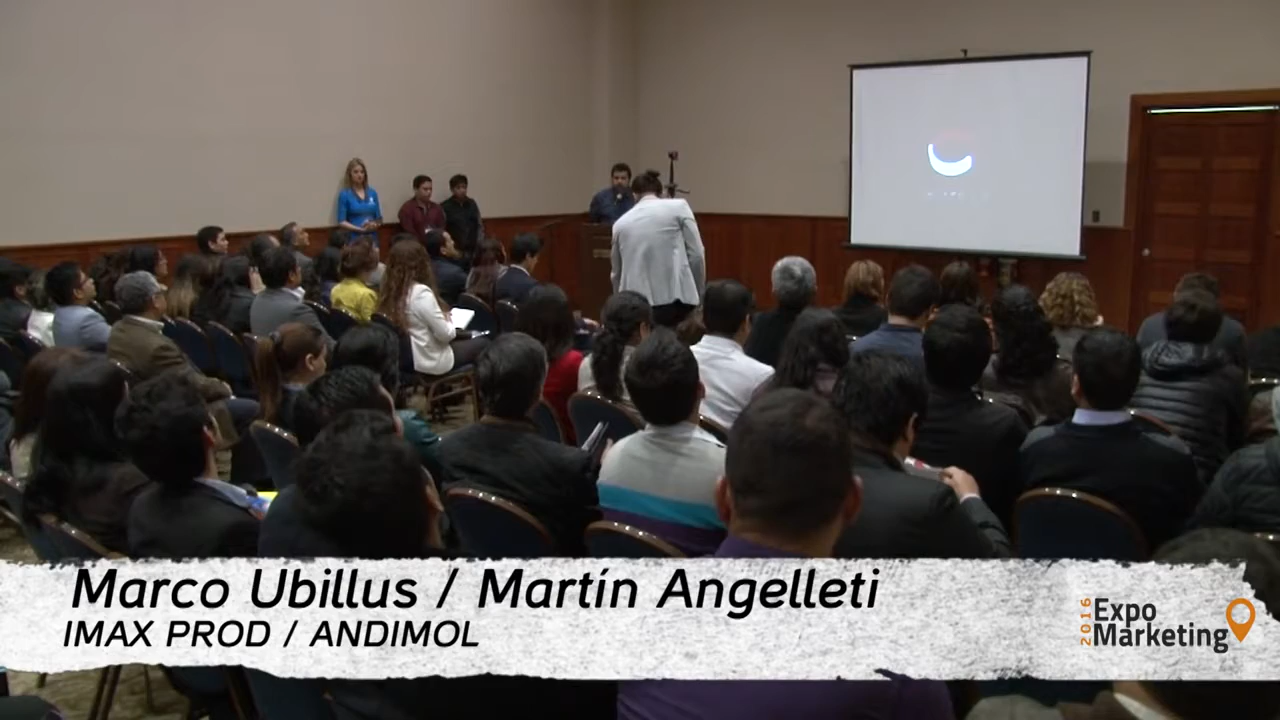 Marco Ubillus / Martín Angelleti
IMAX PROD / ANDIMOL
2016
Expo
Marketing